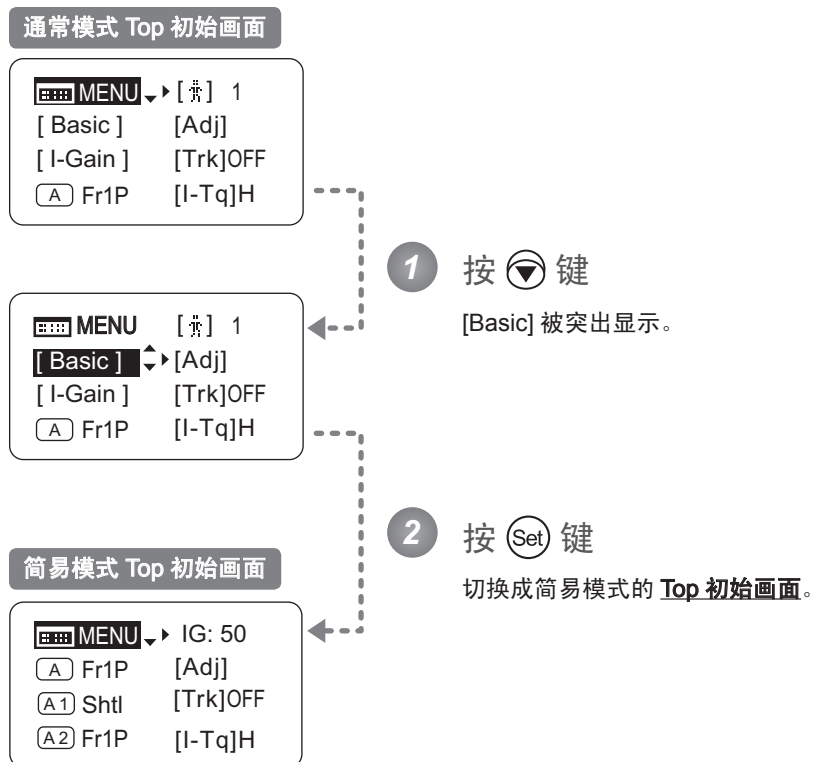 通常模式 Top 初始画面
MENU [ ] 1
[ Basic ] [Adj]
[ I-Gain ] [Trk]OFF
A Fr1P [I-Tq]H
1 按 键
[Basic] 被突出显示。
MENU [ ] 1
[ Basic ] [Adj]
[ I-Gain ] [Trk]OFF
A Fr1P [I-Tq]H
2 按 Set 键
切换成简易模式的 Top 初始画面。
简易模式 Top 初始画面
MENU IG: 50
A Fr1P [Adj]
A1 Shtl [Trk]OFF
A2 Fr1P [I-Tq]H